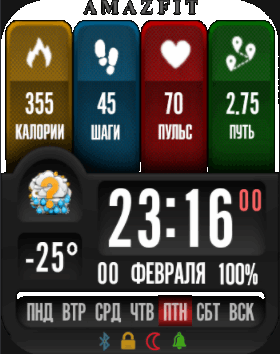 AMAZFIT
355 45 70 2.75
КАЛОРИИ ШАГИ ПУЛЬС ПУТЬ
?
23:16 00
-25°
00 ФЕВРАЛЯ 100%
ПНД ВТР СРД ЧТВ ПТН СБТ ВСК